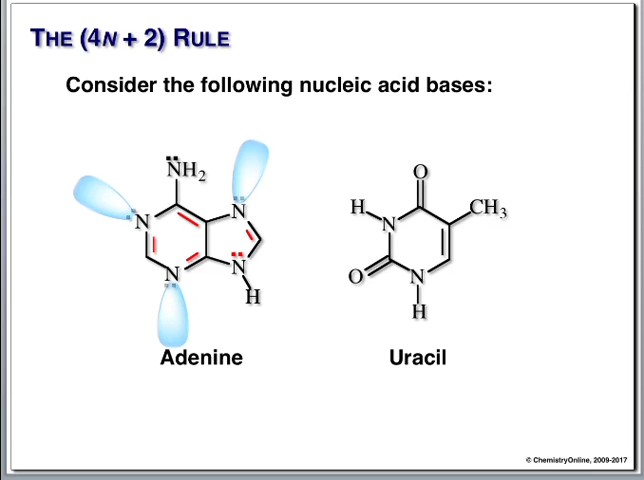 THE (4N + 2) RULE
Consider the following nucleic acid bases:
NH2
O
N
N
H
N
CH3
N
N
O
N
H
H
Adenine
Uracil
© ChemistryOnline, 2009-2017